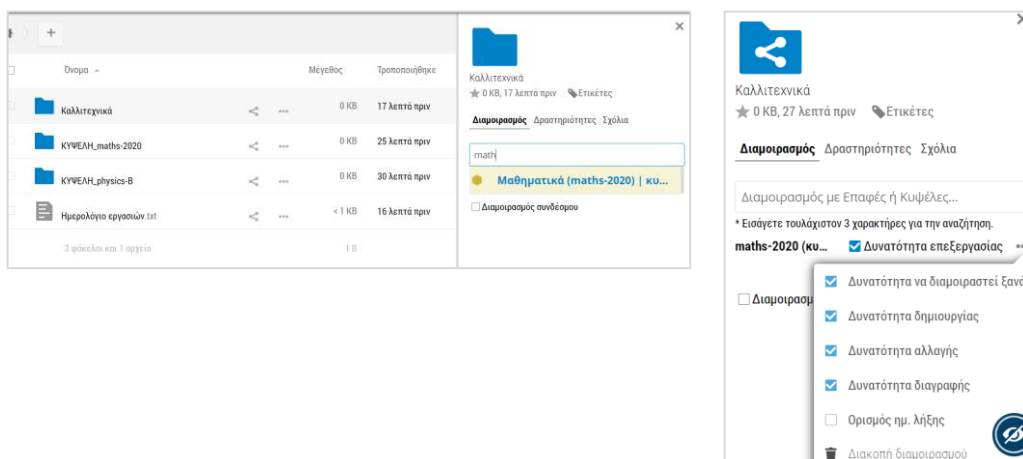 Όνομα
Μέγεθος
Τροποποιήθηκε
Καλλιτεχνικά
0 KB
17 λεπτά πριν
ΚΥΨΕΛΗ_maths-2020
0 KB
25 λεπτά πριν
ΚΥΨΕΛΗ_physics-B
0 KB
30 λεπτά πριν
Ημερολόγιο εργασιών.txt
< 1 KB
16 λεπτά πριν
3 φάκελοι και 1 αρχείο
1 B
Καλλιτεχνικά
0 KB, 17 λεπτά πριν Ετικέτες
Διαμοιρασμός Δραστηριότητες Σχόλια
math
Μαθηματικά (maths-2020) | κυ...
Διαμοιρασμός συνδέσμου
Καλλιτεχνικά
0 KB, 27 λεπτά πριν Ετικέτες
Διαμοιρασμός Δραστηριότητες Σχόλια
Διαμοιρασμός με Επαφές ή Κυψέλες...
* Εισάγετε τουλάχιστον 3 χαρακτήρες για την αναζήτηση.
maths-2020 (κυ... Δυνατότητα επεξεργασίας
Δυνατότητα να διαμοιραστεί ξανά
Διαμοιρασμ
Δυνατότητα δημιουργίας
Δυνατότητα αλλαγής
Δυνατότητα διαγραφής
Ορισμός ημ. λήξης
Διακοπή διαμοιρασμού